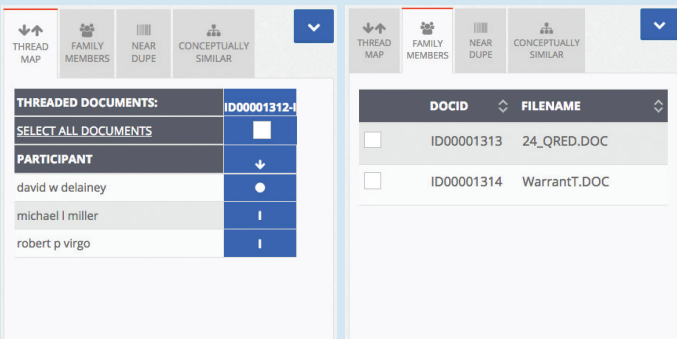 THREAD MAP
FAMILY MEMBERS
NEAR DUPE
CONCEPTUALLY SIMILAR
THREADED DOCUMENTS: ID00001312-I
SELECT ALL DOCUMENTS
PARTICIPANT
david w delainey
michael l miller
robert p virgo
THREAD MAP
FAMILY MEMBERS
NEAR DUPE
CONCEPTUALLY SIMILAR
DOCID FILENAME
ID00001313 24_QRED.DOC
ID00001314 WarrantT.DOC